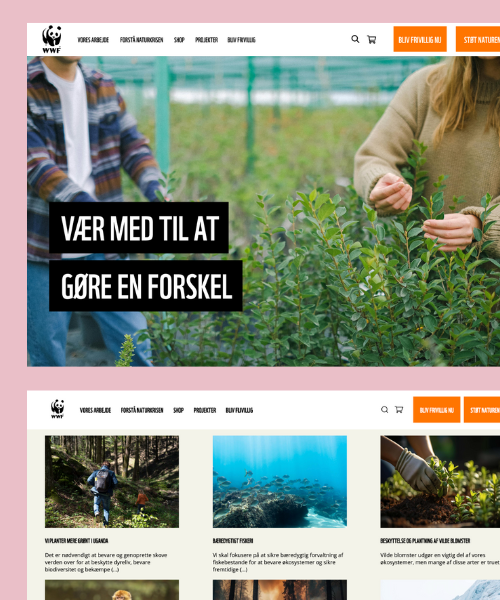 WWF
VORES ARBEJDE FORSTÅ NATURKRISEN SHOP PROJEKTER BLIV FRIVILLIG BLIV FRIVILLIG NU STØT NATUREN
VÆR MED TIL AT
GØRE EN FORSKEL
WWF
VORES ARBEJDE FORSTÅ NATURKRISEN SHOP PROJEKTER BLIV FLIVILLIG BLIV FRIVILLIG NU STØT NATUREN
VI PLANTER MERE GRØNT I UGANDA
BÆREDYGTIGT FISKERI
BESKYTTELSE OG PLANTNING AF VILDE BLOMSTER
Det er nødvendigt at bevare og genoprette skove
verden over for at beskytte dyreliv, bevare
biodiversitet og bekæmpe (...)
Vi skal fokusere på at sikre bæredygtig forvaltning af
fiskebestande for at bevare økosystemer og sikre
fremtidige (...)
Vilde blomster udgør en vigtig del af vores
økosystemer, men mange af disse arter er truet